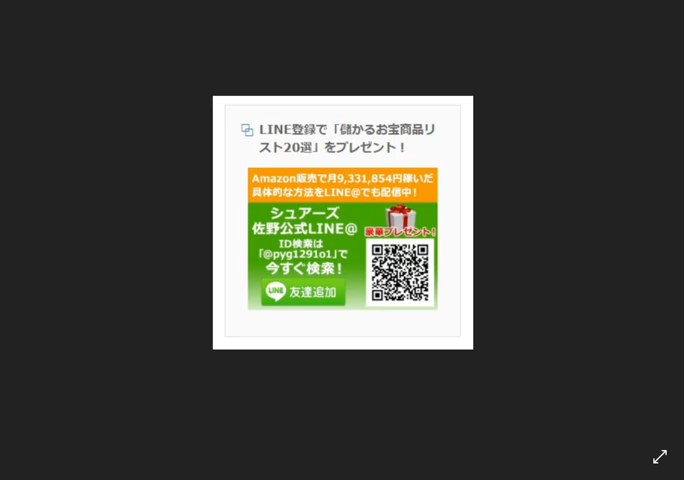 LINE登録で「儲かるお宝商品リ
スト20選」をプレゼント！
Amazon販売で月9,331,854円稼いだ
具体的な方法をLINE@でも配信中！
シュアーズ
佐野公式LINE@
豪華プレゼント！
ID検索は
「@pyg1291o1」で
今すぐ検索！
LINE 友達追加